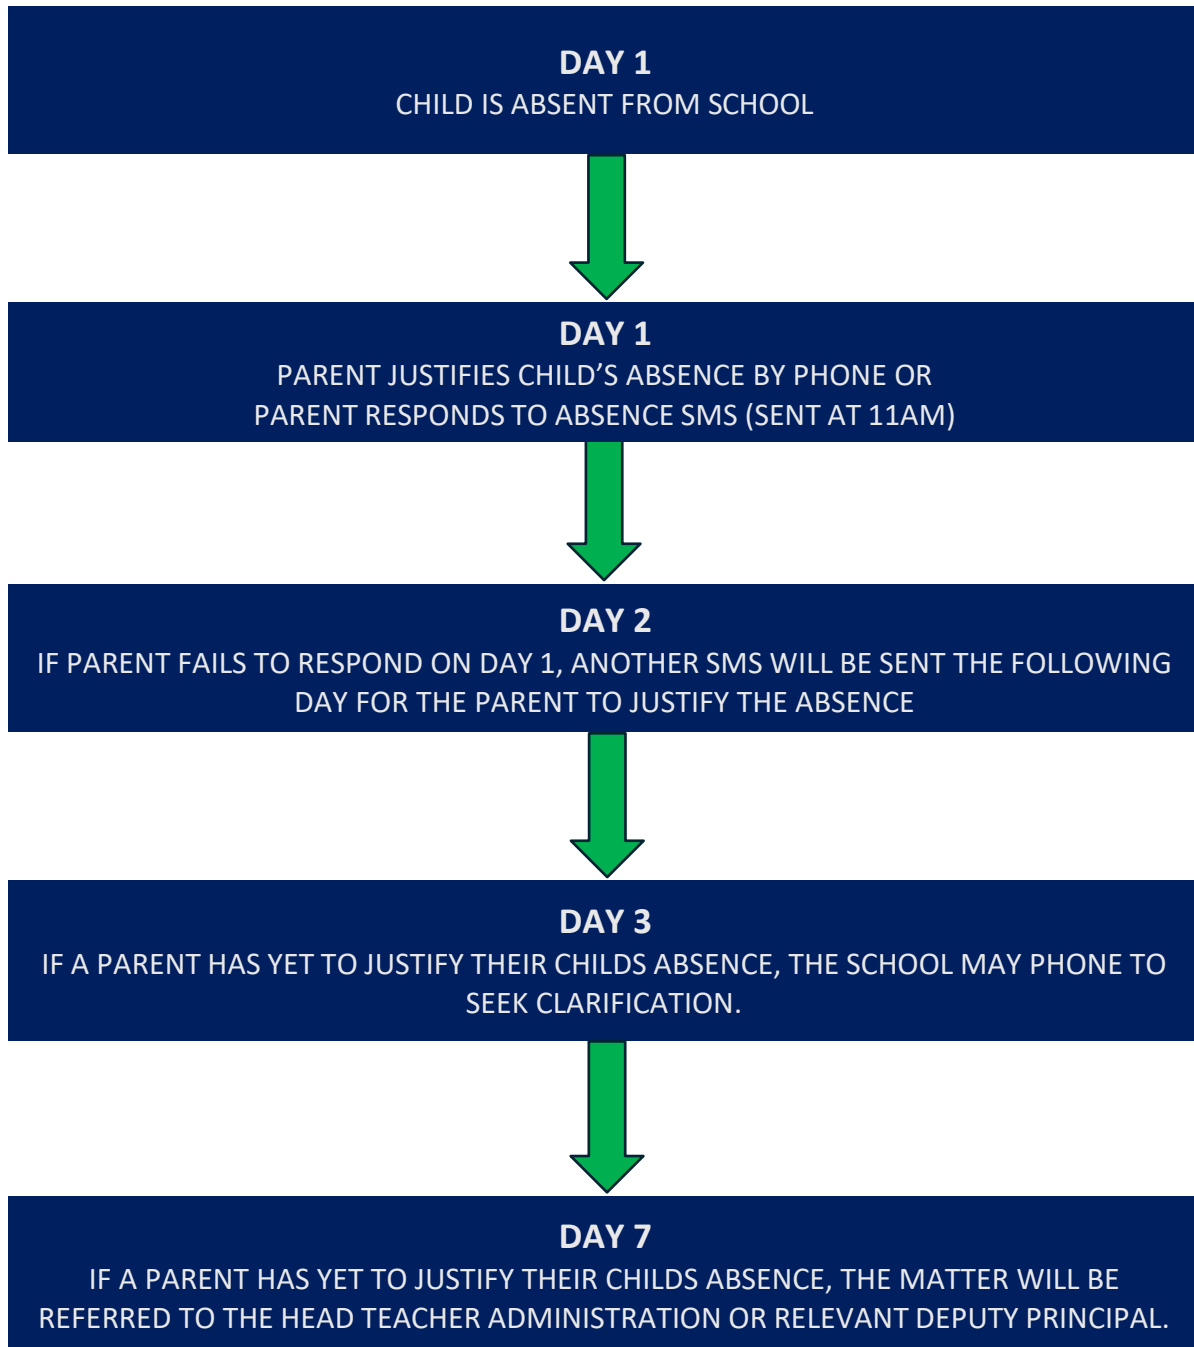 DAY 1
CHILD IS ABSENT FROM SCHOOL
DAY 1
PARENT JUSTIFIES CHILD’S ABSENCE BY PHONE OR
PARENT RESPONDS TO ABSENCE SMS (SENT AT 11AM)
DAY 2
IF PARENT FAILS TO RESPOND ON DAY 1, ANOTHER SMS WILL BE SENT THE FOLLOWING
DAY FOR THE PARENT TO JUSTIFY THE ABSENCE
DAY 3
IF A PARENT HAS YET TO JUSTIFY THEIR CHILDS ABSENCE, THE SCHOOL MAY PHONE TO
SEEK CLARIFICATION.
DAY 7
IF A PARENT HAS YET TO JUSTIFY THEIR CHILDS ABSENCE, THE MATTER WILL BE
REFERRED TO THE HEAD TEACHER ADMINISTRATION OR RELEVANT DEPUTY PRINCIPAL.